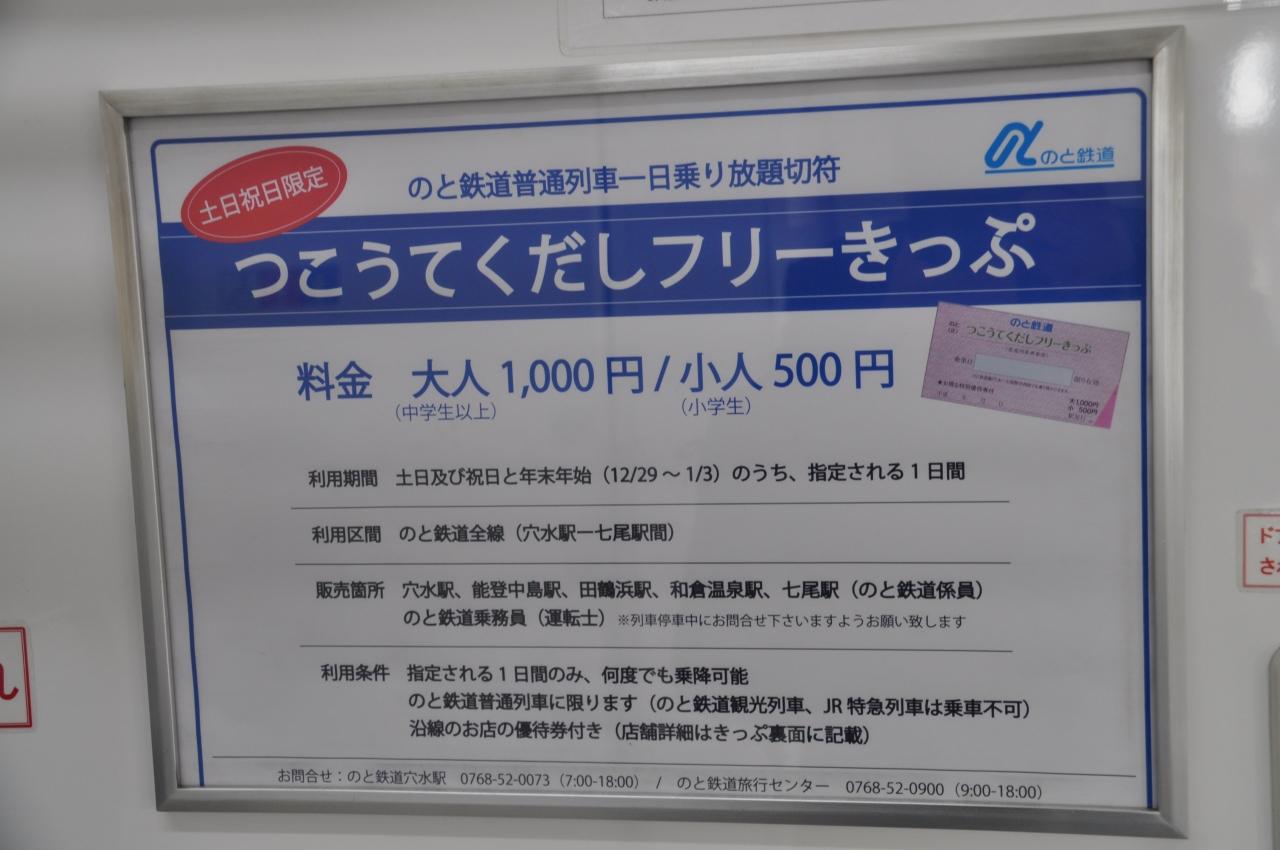 土日祝日限定
のと鉄道普通列車一日乗り放題切符
のと鉄道
つこうてくだしフリーきっぷ
のと鉄道
つこうてくだしフリーきっぷ
大1,000円
小 500円
料金 大人 1,000 円 / 小人 500 円
(中学生以上) (小学生)
利用期間 土日及び祝日と年末年始（12/29 ～ 1/3）のうち、指定される 1 日間
利用区間 のと鉄道全線（穴水駅ー七尾駅間）
販売箇所 穴水駅、能登中島駅、田鶴浜駅、和倉温泉駅、七尾駅（のと鉄道係員）
のと鉄道乗務員（運転士）※列車停車中にお問合せ下さいますようお願い致します
利用条件 指定される 1 日間のみ、何度でも乗降可能
のと鉄道普通列車に限ります（のと鉄道観光列車、JR 特急列車は乗車不可）
沿線のお店の優待券付き（店舗詳細はきっぷ裏面に記載）
お問合せ：のと鉄道穴水駅 0768-52-0073（7:00-18:00） / のと鉄道旅行センター 0768-52-0900（9:00-18:00）